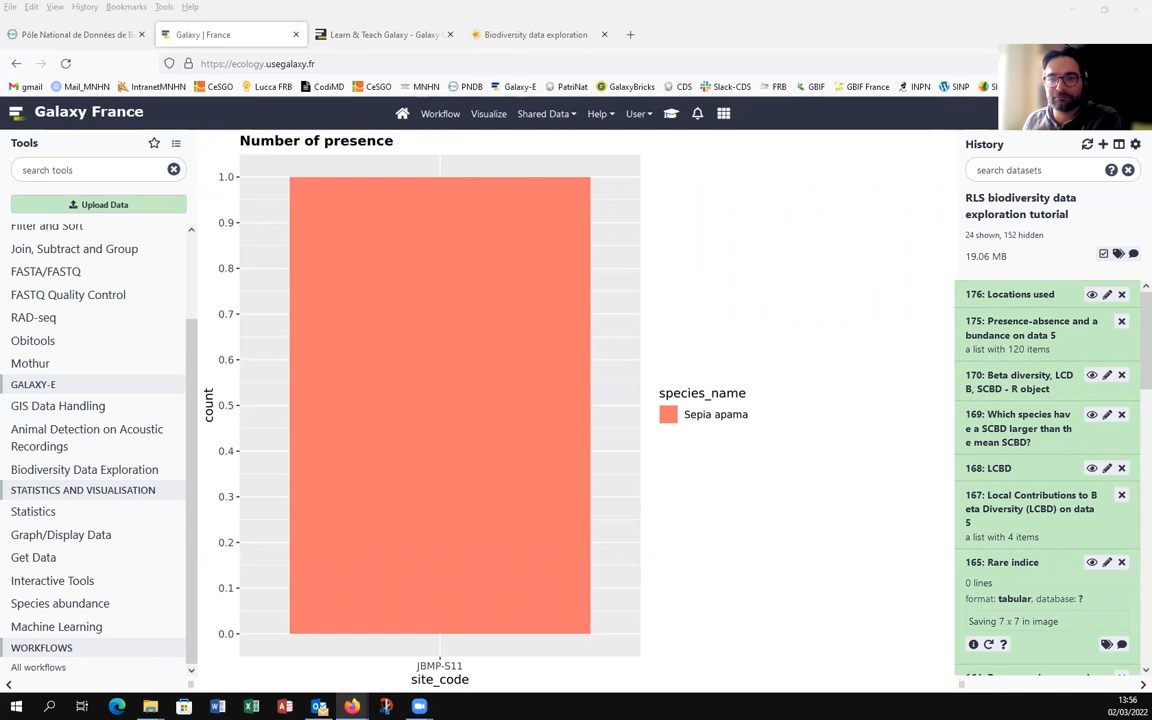 File Edit View History Bookmarks Tools Help
Pôle National de Données de B
Galaxy | France
Learn & Teach Galaxy - Galaxy
Biodiversity data exploration
https://ecology.usegalaxy.fr
gmail Mail_MNHN IntranetMNHN CeSGO Lucca FRB CodiMD CeSGO MNHN PNDB Galaxy-E PatriNat GalaxyBricks CDS Slack-CDS FRB GBIF GBIF France INPN SINP
Galaxy France
Workflow Visualize Shared Data Help User
Tools
search tools
Upload Data
Filter and Sort
Join, Subtract and Group
FASTA/FASTQ
FASTQ Quality Control
RAD-seq
Obitools
Mothur
GALAXY-E
GIS Data Handling
Animal Detection on Acoustic
Recordings
Biodiversity Data Exploration
STATISTICS AND VISUALISATION
Statistics
Graph/Display Data
Get Data
Interactive Tools
Species abundance
Machine Learning
WORKFLOWS
All workflows
Number of presence
1.0
0.9
0.8
0.7
0.6
0.5
0.4
0.3
0.2
0.1
0.0
count
JBMP-S11
site_code
species_name
Sepia apama
History
search datasets
RLS biodiversity data
exploration tutorial
24 shown, 152 hidden
19.06 MB
176: Locations used
175: Presence-absence and a
bundance on data 5
a list with 120 items
170: Beta diversity, LCD
B, SCBD - R object
169: Which species hav
e a SCBD larger than th
e mean SCBD?
168: LCBD
167: Local Contributions to B
eta Diversity (LCBD) on data
5
a list with 4 items
165: Rare indice
0 lines
format: tabular, database: ?
Saving 7 x 7 in image
13:56
02/03/2022